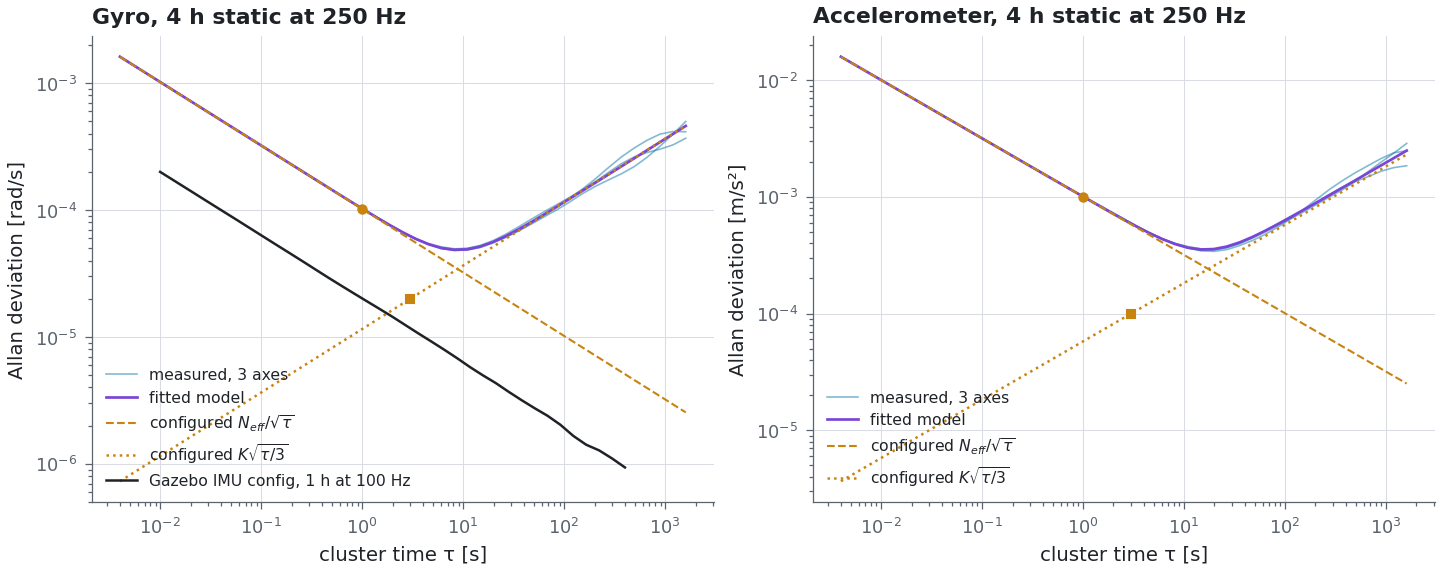 Gyro, 4 h static at 250 Hz
Allan deviation [rad/s]
10⁻³
10⁻⁴
10⁻⁵
10⁻⁶
measured, 3 axes
fitted model
configured N_eff/√τ
configured K√τ/3
Gazebo IMU config, 1 h at 100 Hz
10⁻² 10⁻¹ 10⁰ 10¹ 10² 10³
cluster time τ [s]
Accelerometer, 4 h static at 250 Hz
Allan deviation [m/s²]
10⁻²
10⁻³
10⁻⁴
10⁻⁵
measured, 3 axes
fitted model
configured N_eff/√τ
configured K√τ/3
10⁻² 10⁻¹ 10⁰ 10¹ 10² 10³
cluster time τ [s]